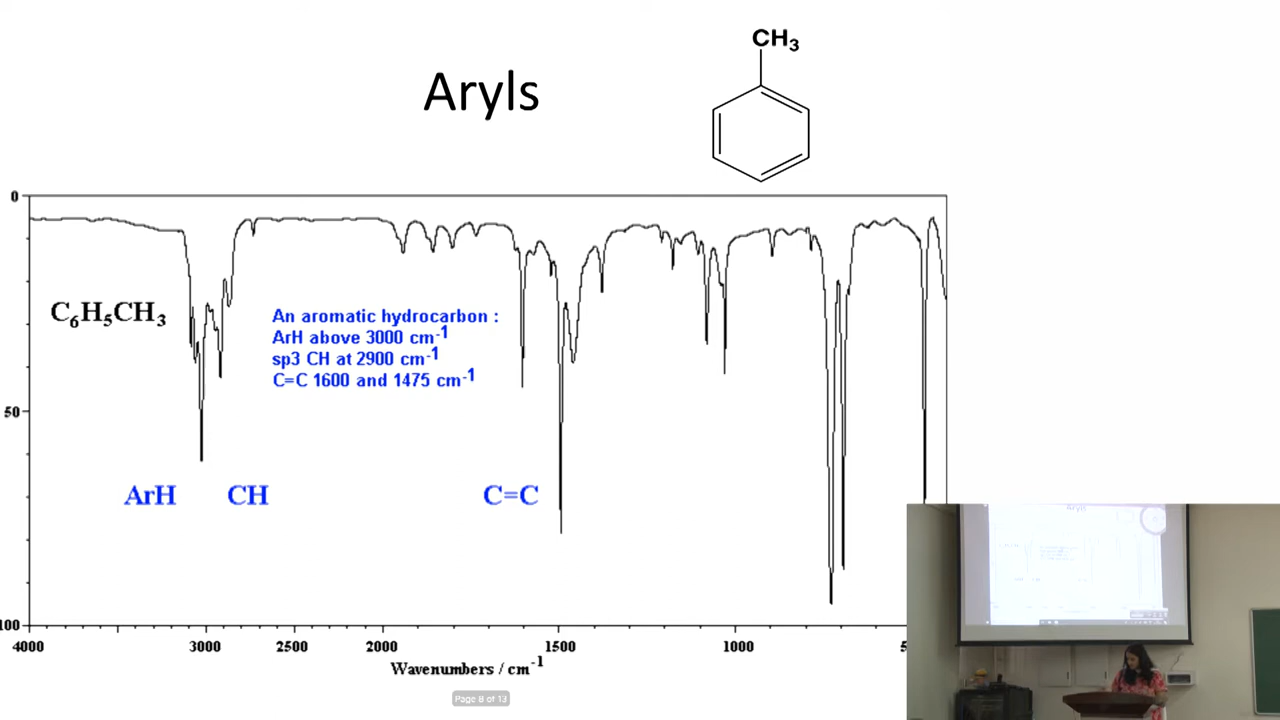 CH₃
Aryls
0
C₆H₅CH₃
An aromatic hydrocarbon :
ArH above 3000 cm⁻¹
sp3 CH at 2900 cm⁻¹
C=C 1600 and 1475 cm⁻¹
50
ArH CH C=C
100
4000 3000 2500 2000 1500 1000
Wavenumbers / cm⁻¹
Page 8 of 13
Aryls